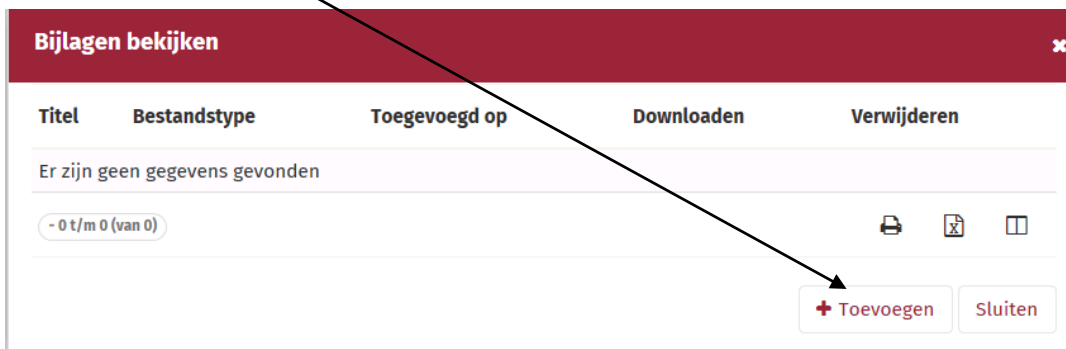 Bijlagen bekijken
Titel Bestandstype Toegevoegd op Downloaden Verwijderen
Er zijn geen gegevens gevonden
- 0 t/m 0 (van 0)
+ Toevoegen Sluiten